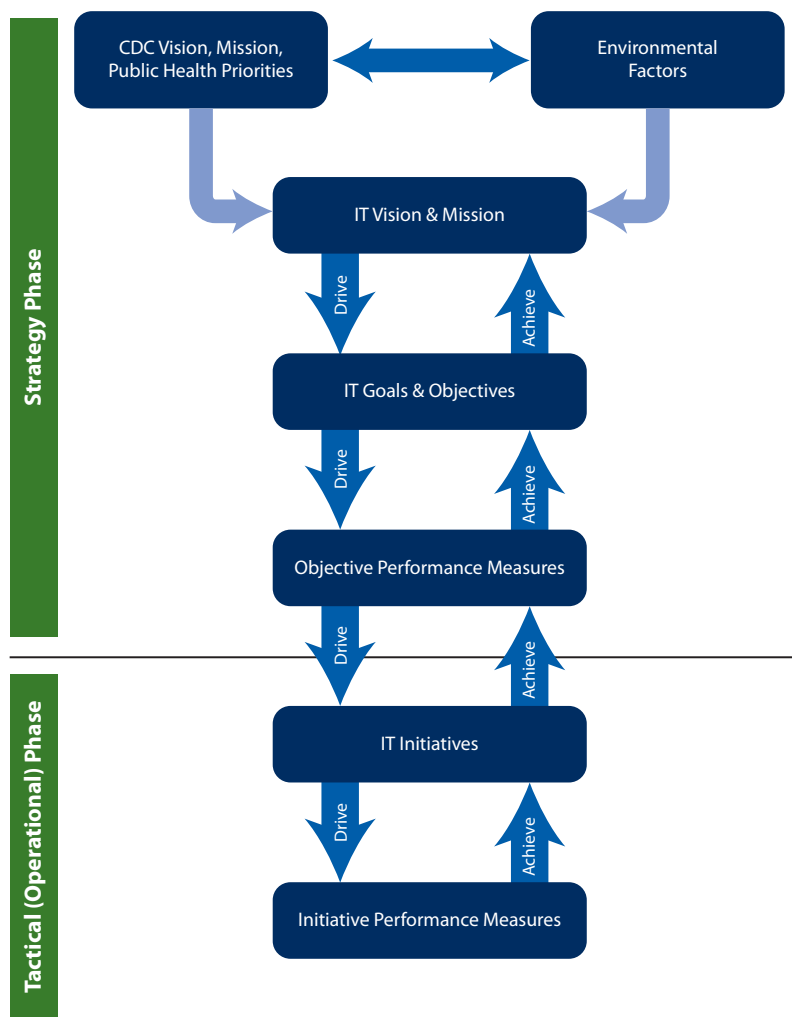 CDC Vision, Mission,
Public Health Priorities
Environmental
Factors
Strategy Phase
IT Vision & Mission
Drive
Achieve
IT Goals & Objectives
Drive
Achieve
Objective Performance Measures
Drive
Achieve
Tactical (Operational) Phase
IT Initiatives
Drive
Achieve
Initiative Performance Measures